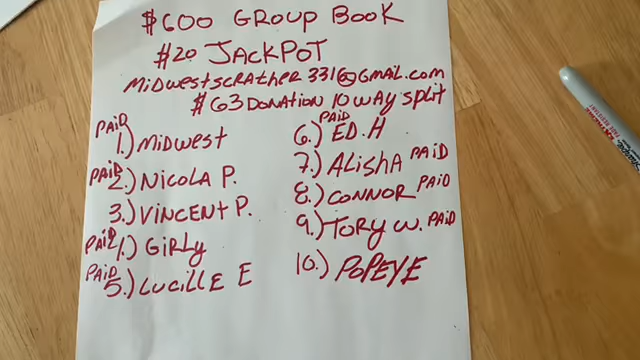 $600 GROUP BOOK
$20 JACKPOT
MIDWESTSCRATHER331@GMAIL.COM
$63 DONATION 10 WAY SPLIT
PAID 1.) MIDWEST
PAID 2.) NICOLA P.
3.) VINCENT P.
PAID 4.) GIRLY
PAID 5.) LUCILLE E
PAID 6.) ED.H
7.) ALISHA PAID
8.) CONNOR PAID
9.) TORY W. PAID
10.) POPEYE